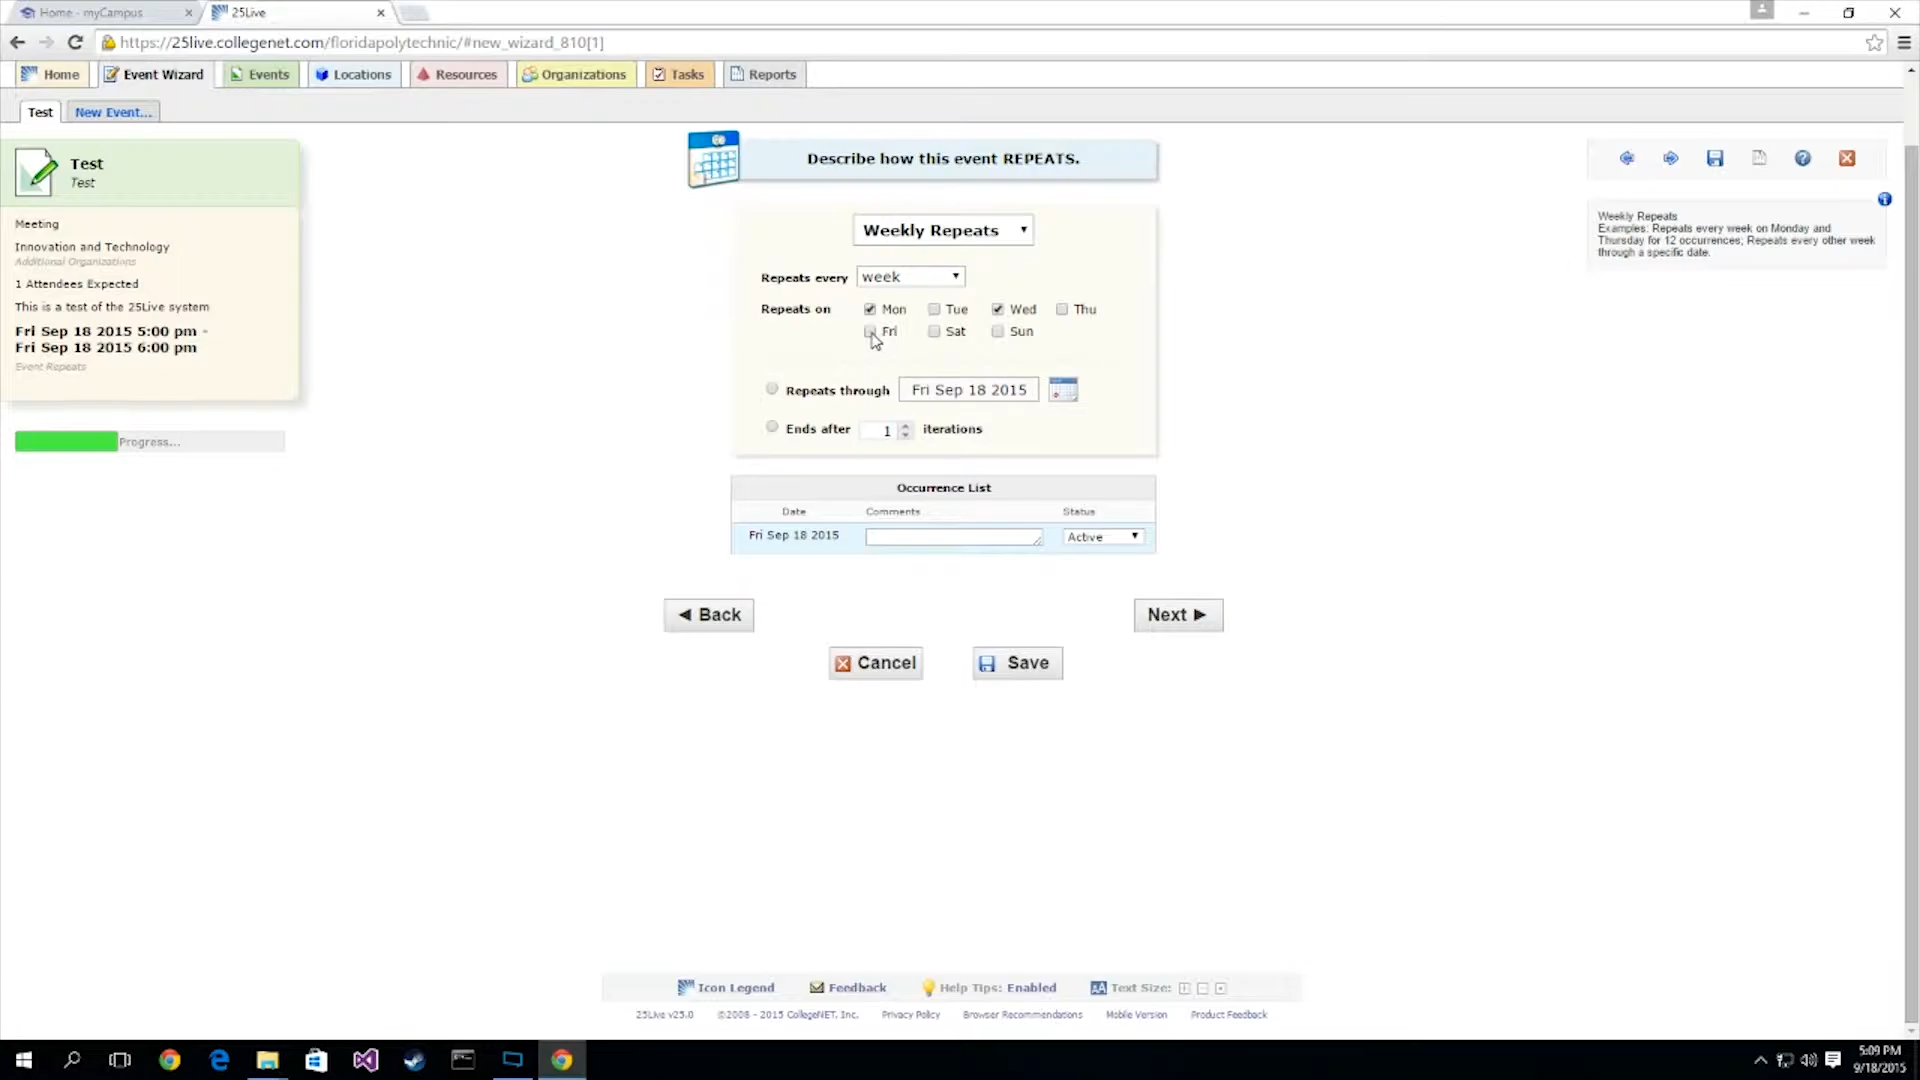 Home - myCampus
25Live
https://25live.collegenet.com/floridapolytechnic/#new_wizard_810[1]
Home
Event Wizard
Events
Locations
Resources
Organizations
Tasks
Reports
Test
New Event...
Test
Test
Meeting
Innovation and Technology
Additional Organizations
1 Attendees Expected
This is a test of the 25Live system
Fri Sep 18 2015 5:00 pm -
Fri Sep 18 2015 6:00 pm
Event Repeats
Progress...
Describe how this event REPEATS.
Weekly Repeats
Repeats every week
Repeats on Mon Tue Wed Thu
Fri Sat Sun
Repeats through Fri Sep 18 2015
Ends after 1 iterations
Occurrence List
Date Comments Status
Fri Sep 18 2015 Active
Back
Next
Cancel
Save
Weekly Repeats
Examples: Repeats every week on Monday and
Thursday for 12 occurrences; Repeats every other week
through a specific date.
Icon Legend
Feedback
Help Tips: Enabled
Text Size:
25Live v25.0
©2008 - 2015 CollegeNET, Inc.
Privacy Policy
Browser Recommendations
Mobile Version
Product Feedback
5:09 PM
9/18/2015